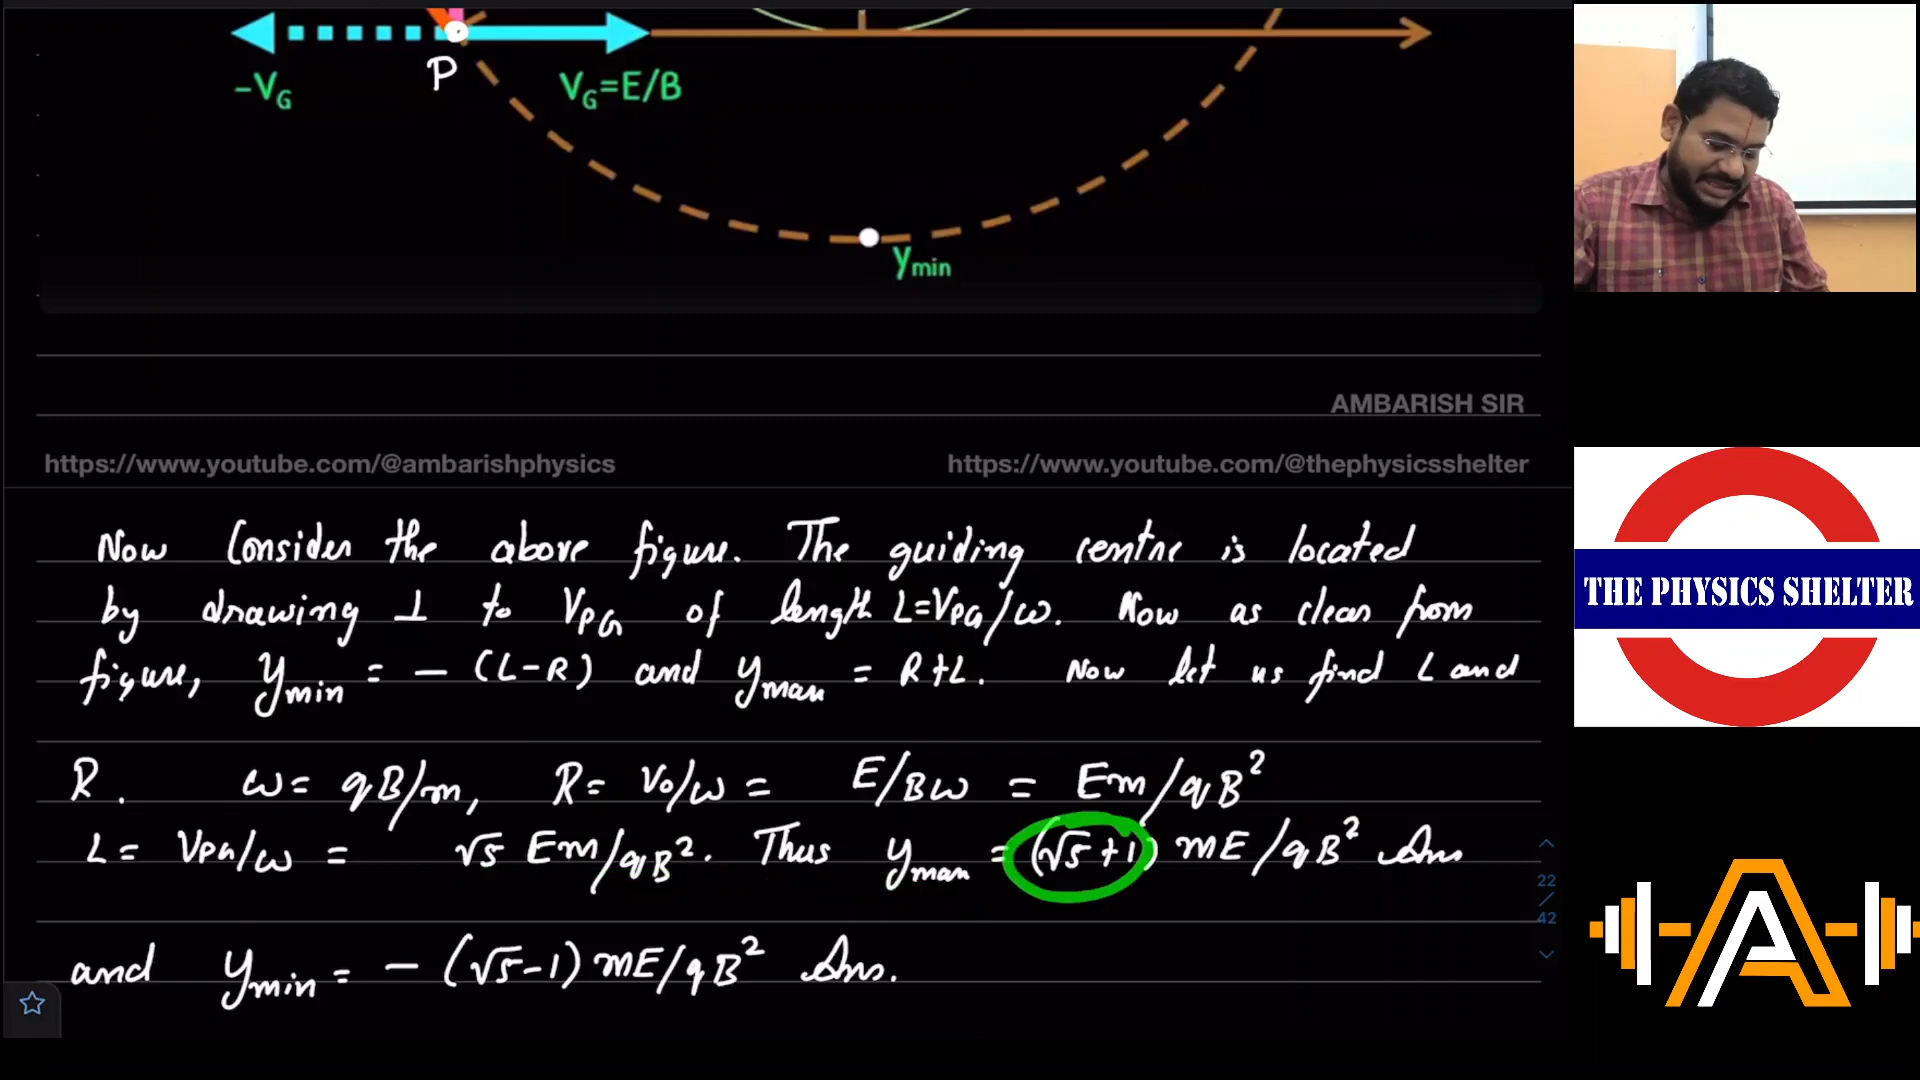 -VG
P
VG=E/B
ymin
AMBARISH SIR
https://www.youtube.com/@ambarishphysics
https://www.youtube.com/@thephysicsshelter
Now Consider the above figure. The guiding centre is located
by drawing ⊥ to VPG of length L=VPG/ω. Now as clear from
figure, ymin = - (L-R) and ymax = R+L. Now let us find L and
R. ω= qB/m, R= V0/ω = E/Bω = Em/qB²
L= VPG/ω = √5 Em/qB². Thus ymax = (√5+1) mE/qB² Ans
and ymin= - (√5-1) mE/qB² Ans.
22
/
42
THE PHYSICS SHELTER
A